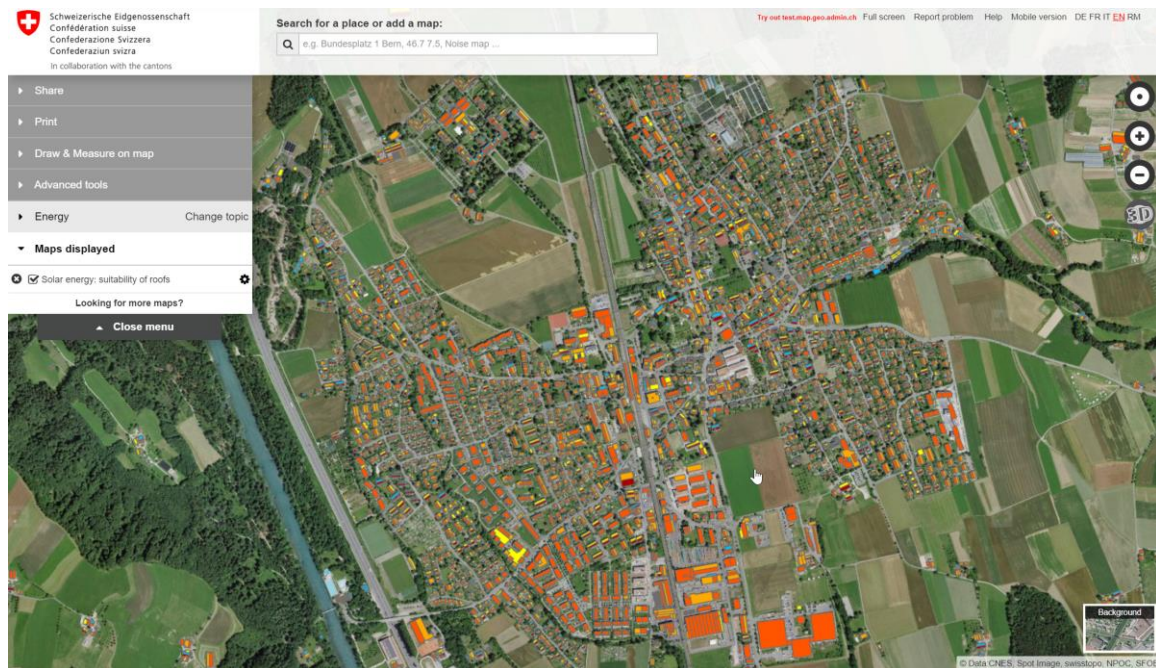 Schweizerische Eidgenossenschaft
Confédération suisse
Confederazione Svizzera
Confederaziun svizra
In collaboration with the cantons
Search for a place or add a map:
e.g. Bundesplatz 1 Bern, 46.7 7.5, Noise map ...
Try out test.map.geo.admin.ch Full screen Report problem Help Mobile version DE FR IT EN RM
Share
Print
Draw & Measure on map
Advanced tools
Energy Change topic
Maps displayed
Solar energy: suitability of roofs
Looking for more maps?
Close menu
3D
Background
© Data CNES, Spot Image, swisstopo, NPOC, SFOE